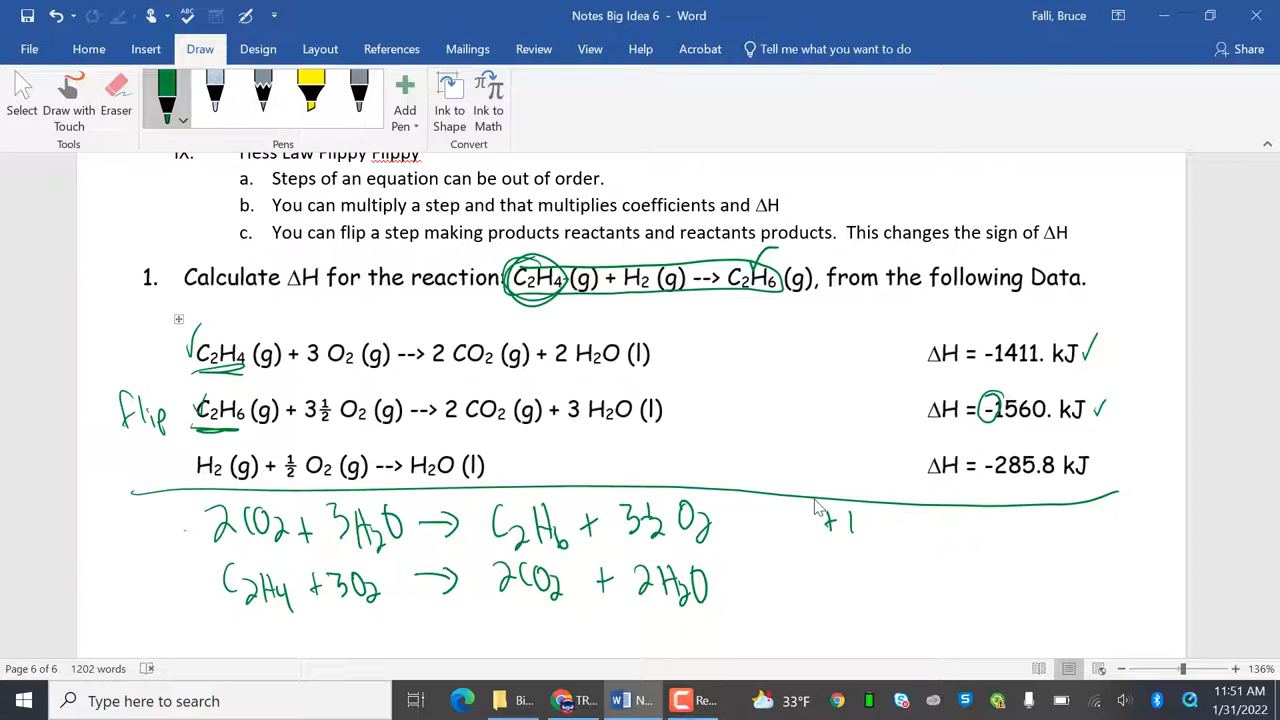 Notes Big Idea 6 - Word
Falli, Bruce
File Home Insert Draw Design Layout References Mailings Review View Help Acrobat Tell me what you want to do Share
Select Draw with Touch Eraser Add Pen Ink to Shape Ink to Math
Tools Pens Convert
IX. Hess Law Flippy Flippy
a. Steps of an equation can be out of order.
b. You can multiply a step and that multiplies coefficients and ΔH
c. You can flip a step making products reactants and reactants products. This changes the sign of ΔH
1. Calculate ΔH for the reaction: C₂H₄ (g) + H₂ (g) --> C₂H₆ (g), from the following Data.
C₂H₄ (g) + 3 O₂ (g) --> 2 CO₂ (g) + 2 H₂O (l) ΔH = -1411. kJ
flip C₂H₆ (g) + 3½ O₂ (g) --> 2 CO₂ (g) + 3 H₂O (l) ΔH = -1560. kJ
H₂ (g) + ½ O₂ (g) --> H₂O (l) ΔH = -285.8 kJ
2CO₂ + 3H₂O → C₂H₆ + 3½ O₂ +1
C₂H₄ + 3O₂ → 2CO₂ + 2H₂O
Page 6 of 6 1202 words 136%
Type here to search Bi... TR... N... Re... 33°F 11:51 AM
1/31/2022